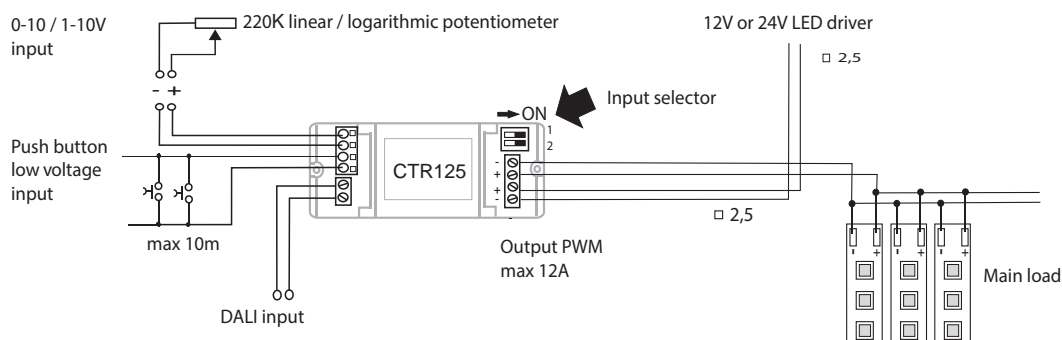 0-10 / 1-10V
input
220K linear / logarithmic potentiometer
12V or 24V LED driver
□ 2,5
- +
ON
Input selector
1
2
Push button
low voltage
input
CTR125
-
+
+
-
-
□ 2,5
max 10m
Output PWM
max 12A
- + - + - +
Main load
DALI input